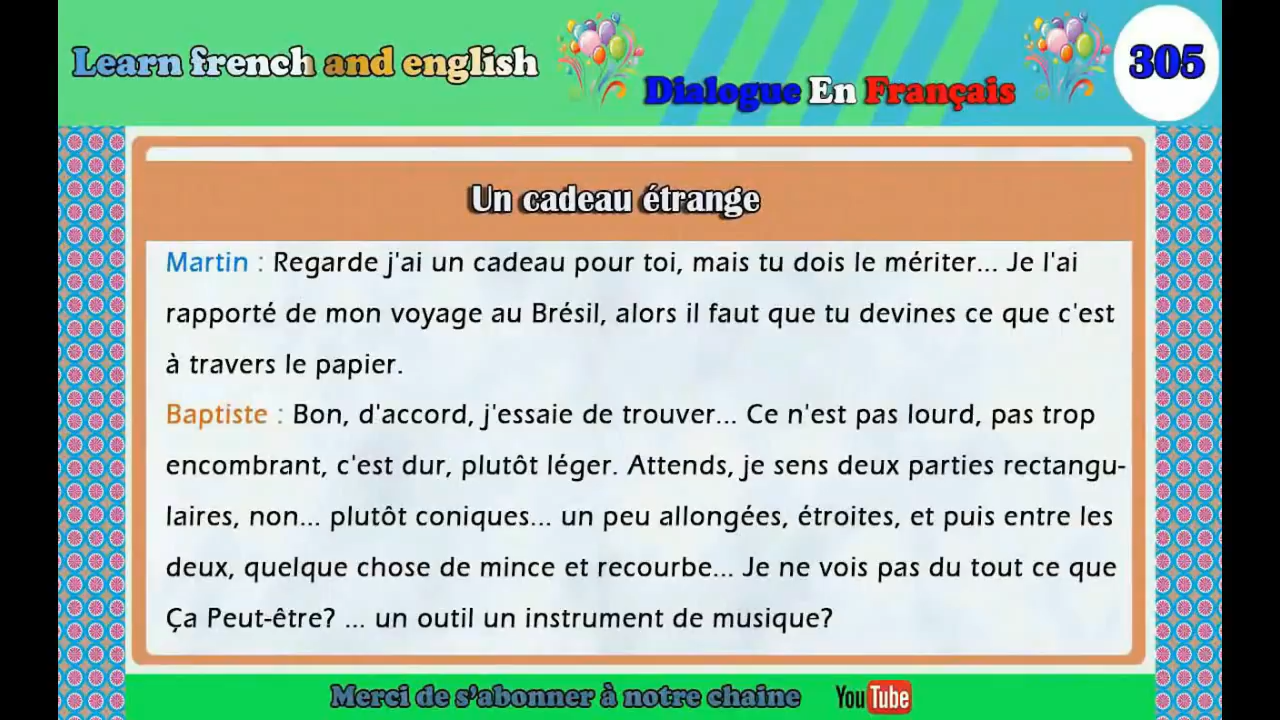 Learn french and english
Dialogue En Français
305
Un cadeau étrange
Martin : Regarde j'ai un cadeau pour toi, mais tu dois le mériter... Je l'ai
rapporté de mon voyage au Brésil, alors il faut que tu devines ce que c'est
à travers le papier.
Baptiste : Bon, d'accord, j'essaie de trouver... Ce n'est pas lourd, pas trop
encombrant, c'est dur, plutôt léger. Attends, je sens deux parties rectangu-
laires, non... plutôt coniques... un peu allongées, étroites, et puis entre les
deux, quelque chose de mince et recourbe... Je ne vois pas du tout ce que
Ça Peut-être? ... un outil un instrument de musique?
Merci de s'abonner à notre chaine
YouTube